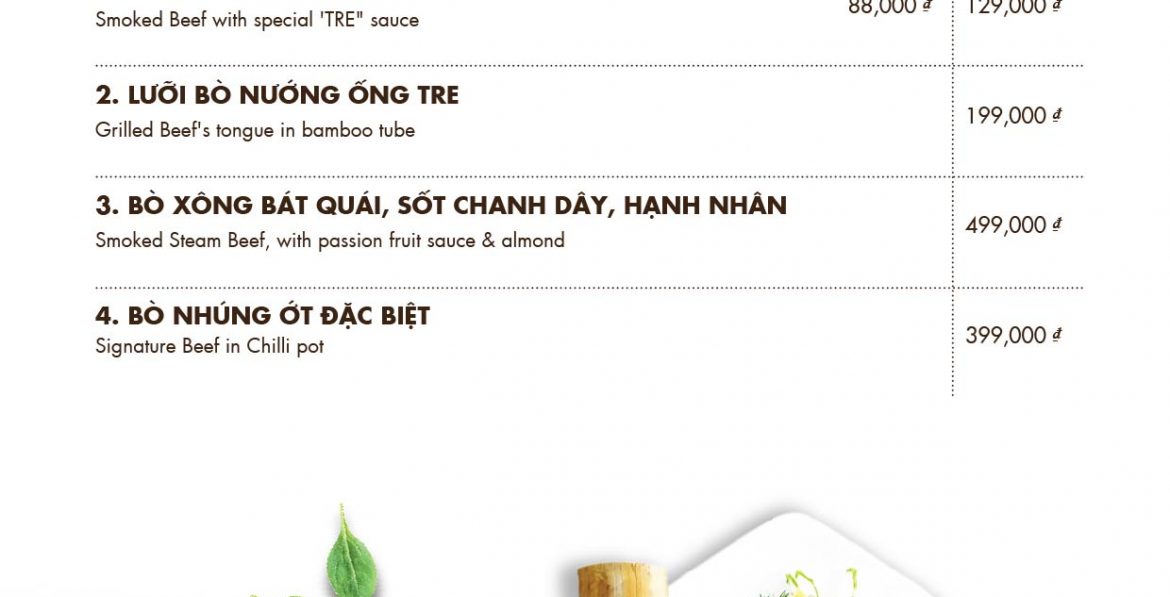 88,000 ₫ 129,000 ₫
Smoked Beef with special 'TRE" sauce
2. LƯỠI BÒ NƯỚNG ỐNG TRE
199,000 ₫
Grilled Beef's tongue in bamboo tube
3. BÒ XÔNG BÁT QUÁI, SỐT CHANH DÂY, HẠNH NHÂN
499,000 ₫
Smoked Steam Beef, with passion fruit sauce & almond
4. BÒ NHÚNG ỚT ĐẶC BIỆT
399,000 ₫
Signature Beef in Chilli pot